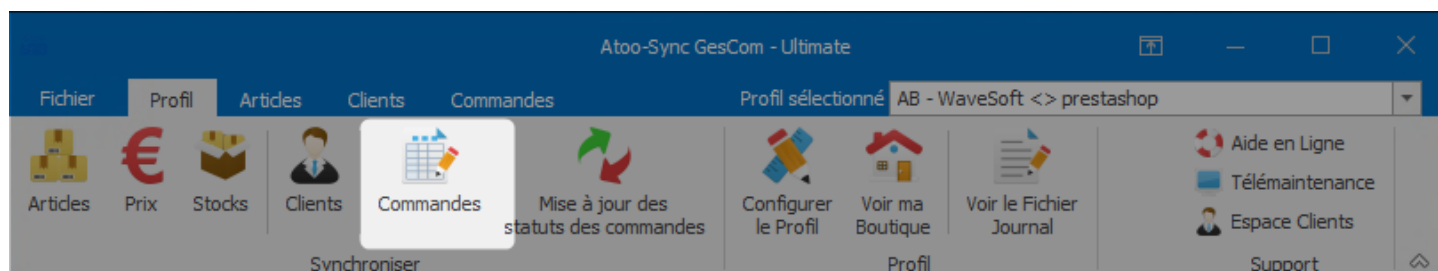 Atoo-Sync GesCom - Ultimate
Fichier Profil Articles Clients Commandes Profil sélectionné AB - WaveSoft <> prestashop
Articles Prix Stocks Clients Commandes Mise à jour des statuts des commandes Configurer le Profil Voir ma Boutique Voir le Fichier Journal
Aide en Ligne
Télémaintenance
Espace Clients
Synchroniser Profil Support